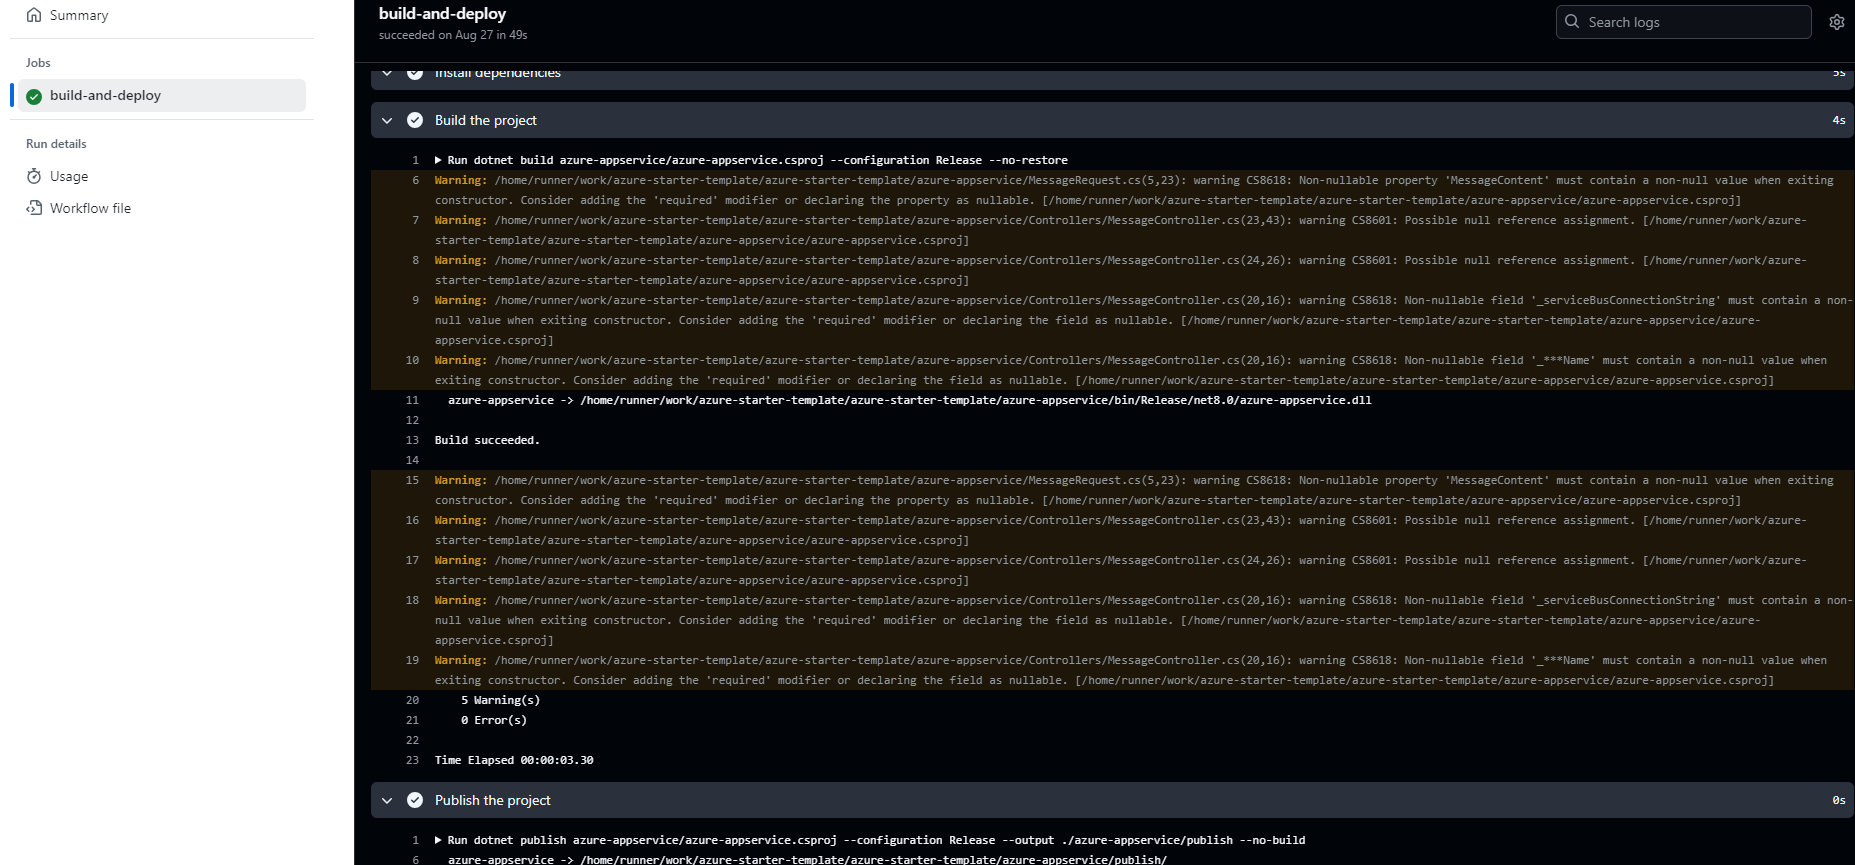 Summary
Jobs
build-and-deploy
Run details
Usage
Workflow file
build-and-deploy
succeeded on Aug 27 in 49s
Search logs
Install dependencies 5s
Build the project 4s
1 Run dotnet build azure-appservice/azure-appservice.csproj --configuration Release --no-restore
6 Warning: /home/runner/work/azure-starter-template/azure-starter-template/azure-appservice/MessageRequest.cs(5,23): warning CS8618: Non-nullable property 'MessageContent' must contain a non-null value when exiting
constructor. Consider adding the 'required' modifier or declaring the property as nullable. [/home/runner/work/azure-starter-template/azure-starter-template/azure-appservice/azure-appservice.csproj]
7 Warning: /home/runner/work/azure-starter-template/azure-starter-template/azure-appservice/Controllers/MessageController.cs(23,43): warning CS8601: Possible null reference assignment. [/home/runner/work/azure-
starter-template/azure-starter-template/azure-appservice/azure-appservice.csproj]
8 Warning: /home/runner/work/azure-starter-template/azure-starter-template/azure-appservice/Controllers/MessageController.cs(24,26): warning CS8601: Possible null reference assignment. [/home/runner/work/azure-
starter-template/azure-starter-template/azure-appservice/azure-appservice.csproj]
9 Warning: /home/runner/work/azure-starter-template/azure-starter-template/azure-appservice/Controllers/MessageController.cs(20,16): warning CS8618: Non-nullable field '_serviceBusConnectionString' must contain a non-
null value when exiting constructor. Consider adding the 'required' modifier or declaring the field as nullable. [/home/runner/work/azure-starter-template/azure-starter-template/azure-appservice/azure-
appservice.csproj]
10 Warning: /home/runner/work/azure-starter-template/azure-starter-template/azure-appservice/Controllers/MessageController.cs(20,16): warning CS8618: Non-nullable field '_***Name' must contain a non-null value when
exiting constructor. Consider adding the 'required' modifier or declaring the field as nullable. [/home/runner/work/azure-starter-template/azure-starter-template/azure-appservice/azure-appservice.csproj]
11 azure-appservice -> /home/runner/work/azure-starter-template/azure-starter-template/azure-appservice/bin/Release/net8.0/azure-appservice.dll
12
13 Build succeeded.
14
15 Warning: /home/runner/work/azure-starter-template/azure-starter-template/azure-appservice/MessageRequest.cs(5,23): warning CS8618: Non-nullable property 'MessageContent' must contain a non-null value when exiting
constructor. Consider adding the 'required' modifier or declaring the property as nullable. [/home/runner/work/azure-starter-template/azure-starter-template/azure-appservice/azure-appservice.csproj]
16 Warning: /home/runner/work/azure-starter-template/azure-starter-template/azure-appservice/Controllers/MessageController.cs(23,43): warning CS8601: Possible null reference assignment. [/home/runner/work/azure-
starter-template/azure-starter-template/azure-appservice/azure-appservice.csproj]
17 Warning: /home/runner/work/azure-starter-template/azure-starter-template/azure-appservice/Controllers/MessageController.cs(24,26): warning CS8601: Possible null reference assignment. [/home/runner/work/azure-
starter-template/azure-starter-template/azure-appservice/azure-appservice.csproj]
18 Warning: /home/runner/work/azure-starter-template/azure-starter-template/azure-appservice/Controllers/MessageController.cs(20,16): warning CS8618: Non-nullable field '_serviceBusConnectionString' must contain a non-
null value when exiting constructor. Consider adding the 'required' modifier or declaring the field as nullable. [/home/runner/work/azure-starter-template/azure-starter-template/azure-appservice/azure-
appservice.csproj]
19 Warning: /home/runner/work/azure-starter-template/azure-starter-template/azure-appservice/Controllers/MessageController.cs(20,16): warning CS8618: Non-nullable field '_***Name' must contain a non-null value when
exiting constructor. Consider adding the 'required' modifier or declaring the field as nullable. [/home/runner/work/azure-starter-template/azure-starter-template/azure-appservice/azure-appservice.csproj]
20 5 Warning(s)
21 0 Error(s)
22
23 Time Elapsed 00:00:03.30
Publish the project 0s
1 Run dotnet publish azure-appservice/azure-appservice.csproj --configuration Release --output ./azure-appservice/publish --no-build
6 azure-appservice -> /home/runner/work/azure-starter-template/azure-starter-template/azure-appservice/publish/